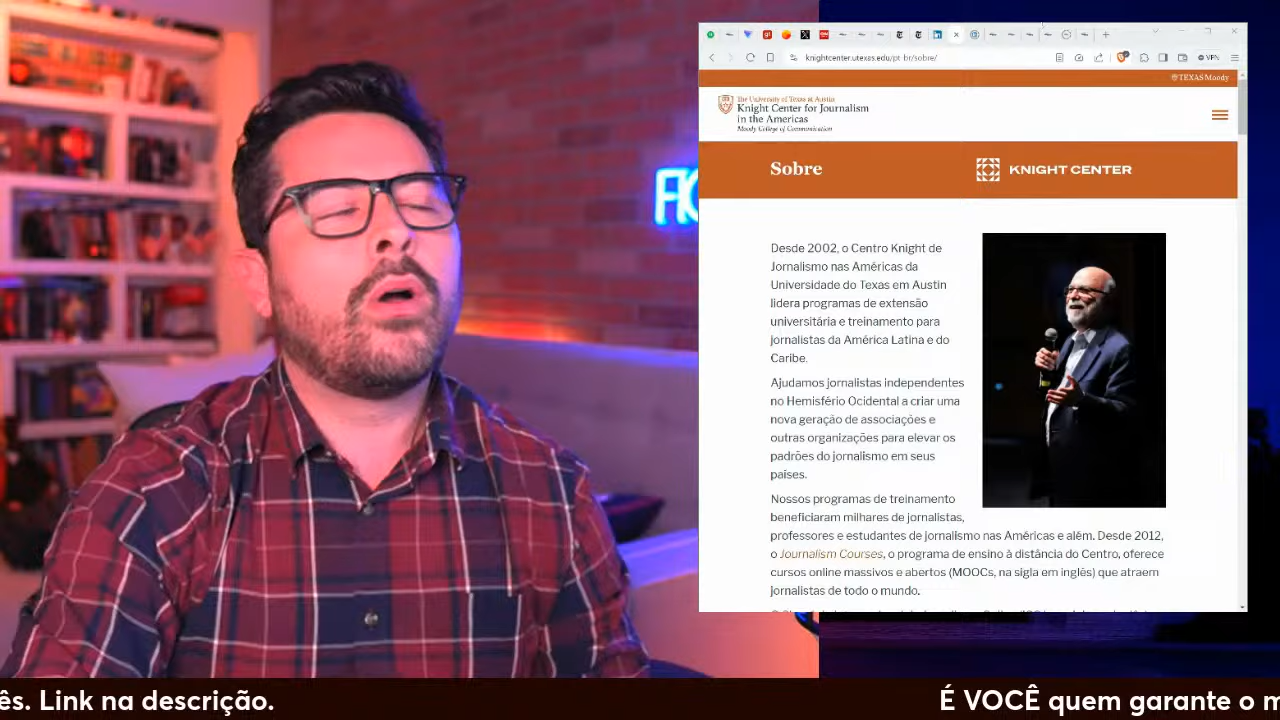 FIC
knightcenter.utexas.edu/pt-br/sobre/
VPN
TEXAS Moody
The University of Texas at Austin
Knight Center for Journalism
in the Americas
Moody College of Communication
Sobre
KNIGHT CENTER
Desde 2002, o Centro Knight de
Jornalismo nas Américas da
Universidade do Texas em Austin
lidera programas de extensão
universitária e treinamento para
jornalistas da América Latina e do
Caribe.
Ajudamos jornalistas independentes
no Hemisfério Ocidental a criar uma
nova geração de associações e
outras organizações para elevar os
padrões do jornalismo em seus
países.
Nossos programas de treinamento
beneficiaram milhares de jornalistas,
professores e estudantes de jornalismo nas Américas e além. Desde 2012,
o Journalism Courses, o programa de ensino à distância do Centro, oferece
cursos online massivos e abertos (MOOCs, na sigla em inglês) que atraem
jornalistas de todo o mundo.
ês. Link na descrição.
É VOCÊ quem garante o m